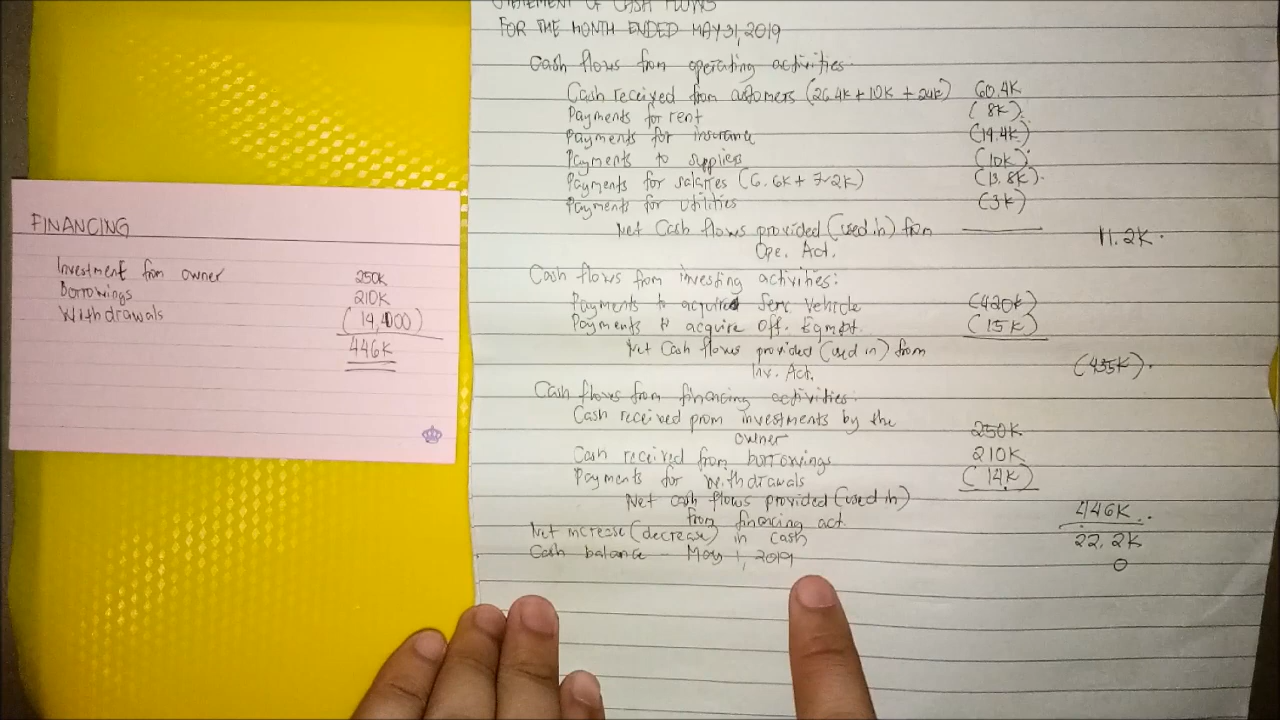 FINANCING
Investment from owner 250K
Borrowings 210K
Withdrawals (14,000)
446K
STATEMENT OF CASH FLOWS
FOR THE MONTH ENDED MAY 31, 2019
Cash flows from operating activities
Cash received from customers (26.4K + 10K + 24K) 60.4K
Payments for rent (8K)
Payments for insurance (14.4K)
Payments to suppliers (10K)
Payments for salaries (6.6K + 7.2K) (13.8K)
Payments for utilities (3K)
Net Cash flows provided (used in) from 11.2K
Ope. Act.
Cash flows from investing activities:
Payments to acquire Serv. Vehicle (420K)
Payments to acquire Off. Eqmpt. (15K)
Net Cash flows provided (used in) from (435K)
Inv. Act.
Cash flows from financing activities:
Cash received from investments by the
owner 250K
Cash received from borrowings 210K
Payments for withdrawals (14K)
Net cash flows provided (used in)
from financing act. 446K
Net increase (decrease) in cash 22.2K
Cash balance - May 1, 2019 0